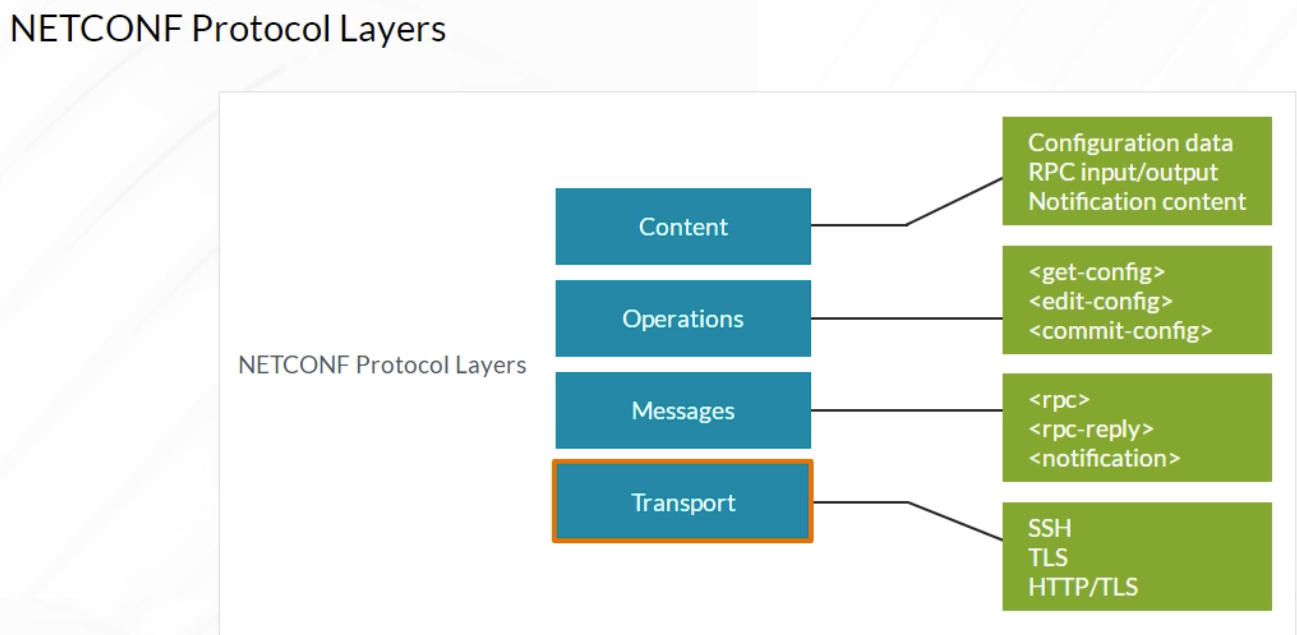 NETCONF Protocol Layers
NETCONF Protocol Layers
Content
Operations
Messages
Transport
Configuration data
RPC input/output
Notification content
<get-config>
<edit-config>
<commit-config>
<rpc>
<rpc-reply>
<notification>
SSH
TLS
HTTP/TLS